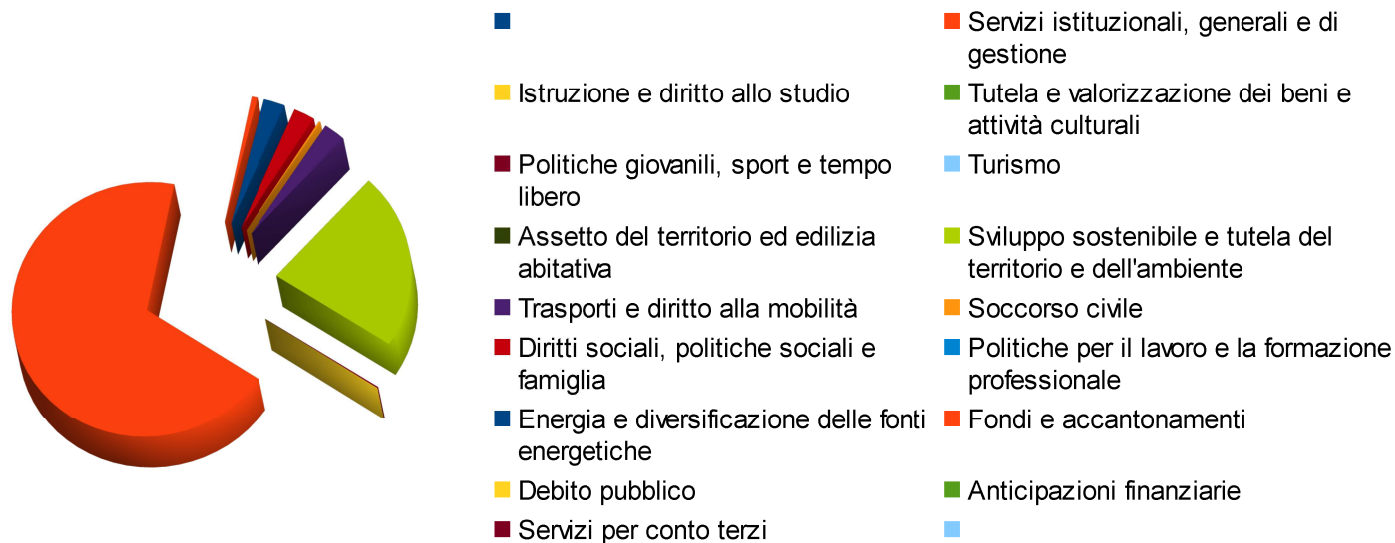 Servizi istituzionali, generali e di
gestione
Istruzione e diritto allo studio
Tutela e valorizzazione dei beni e
attività culturali
Politiche giovanili, sport e tempo
libero
Turismo
Assetto del territorio ed edilizia
abitativa
Sviluppo sostenibile e tutela del
territorio e dell'ambiente
Trasporti e diritto alla mobilità
Soccorso civile
Diritti sociali, politiche sociali e
famiglia
Politiche per il lavoro e la formazione
professionale
Energia e diversificazione delle fonti
energetiche
Fondi e accantonamenti
Debito pubblico
Anticipazioni finanziarie
Servizi per conto terzi